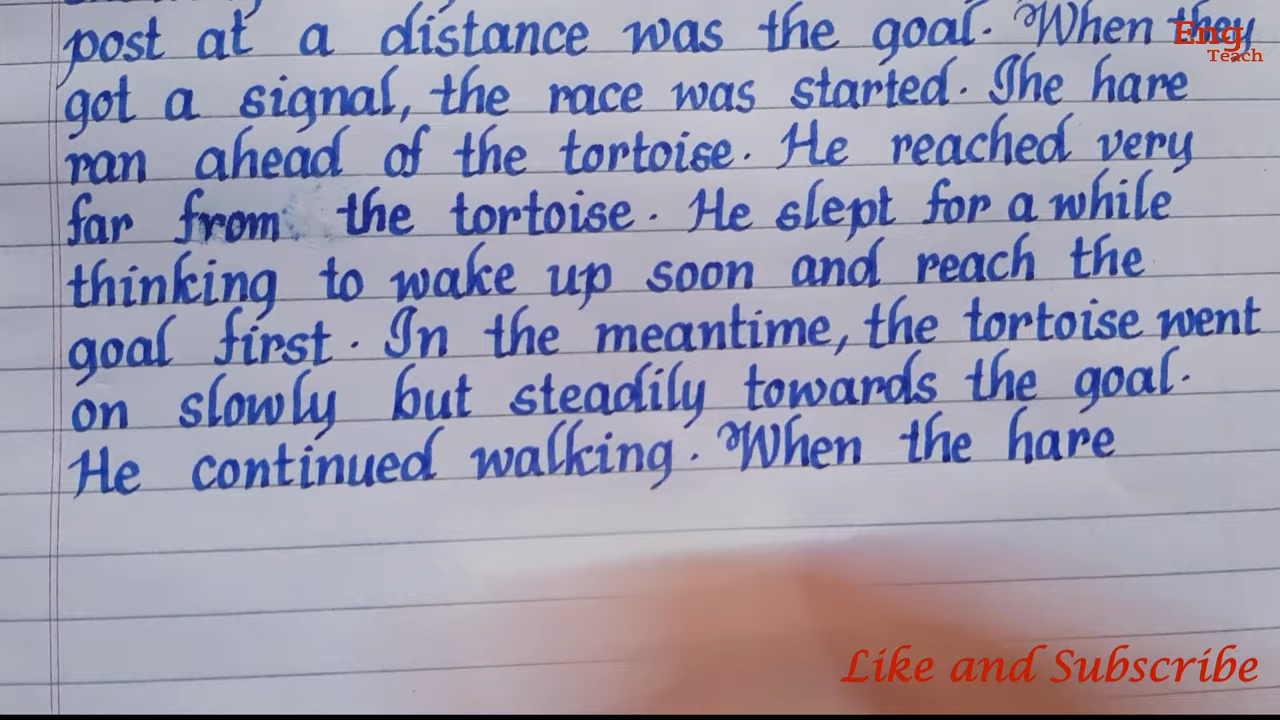 post at a distance was the goal. When they
Eng
Teach
got a signal, the race was started. The hare
ran ahead of the tortoise. He reached very
far from the tortoise. He slept for a while
thinking to wake up soon and reach the
goal first. In the meantime, the tortoise went
on slowly but steadily towards the goal.
He continued walking. When the hare
Like and Subscribe